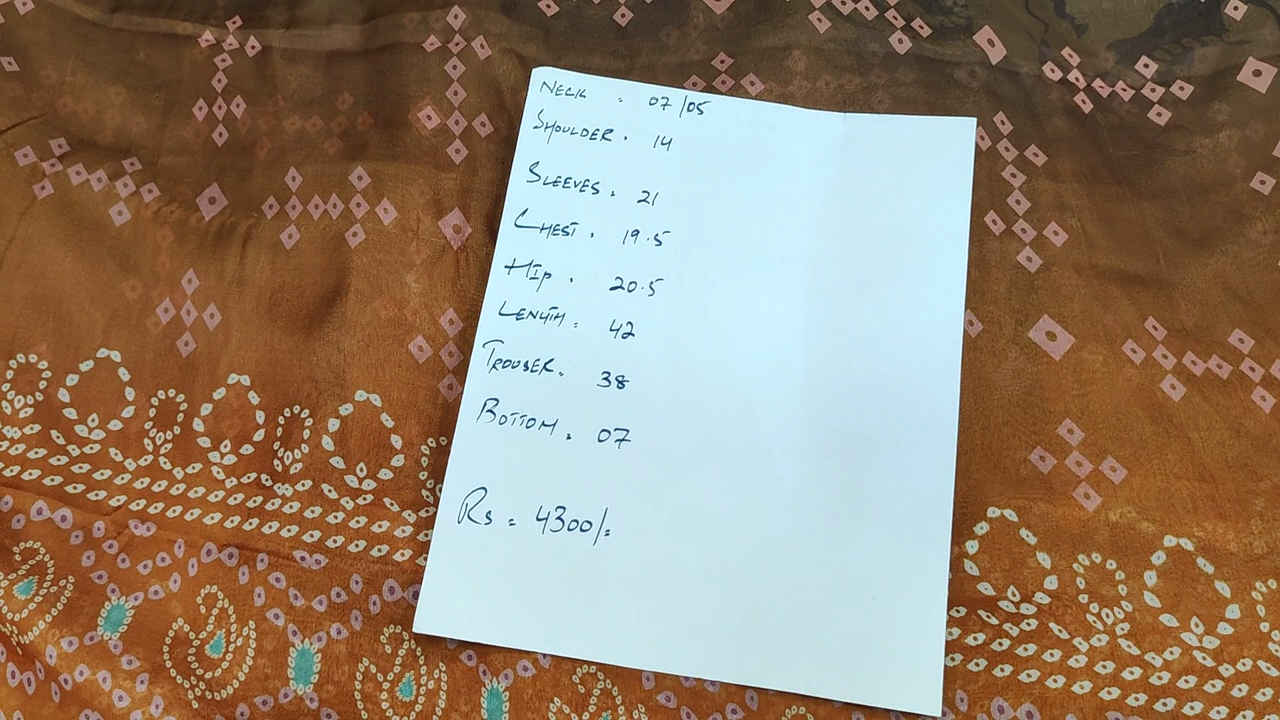 NECK = 07/05
SHOULDER = 14
SLEEVES = 21
CHEST = 19.5
HIP = 20.5
LENGTH = 42
TROUSER = 38
BOTTOM = 07
Rs = 4300/=